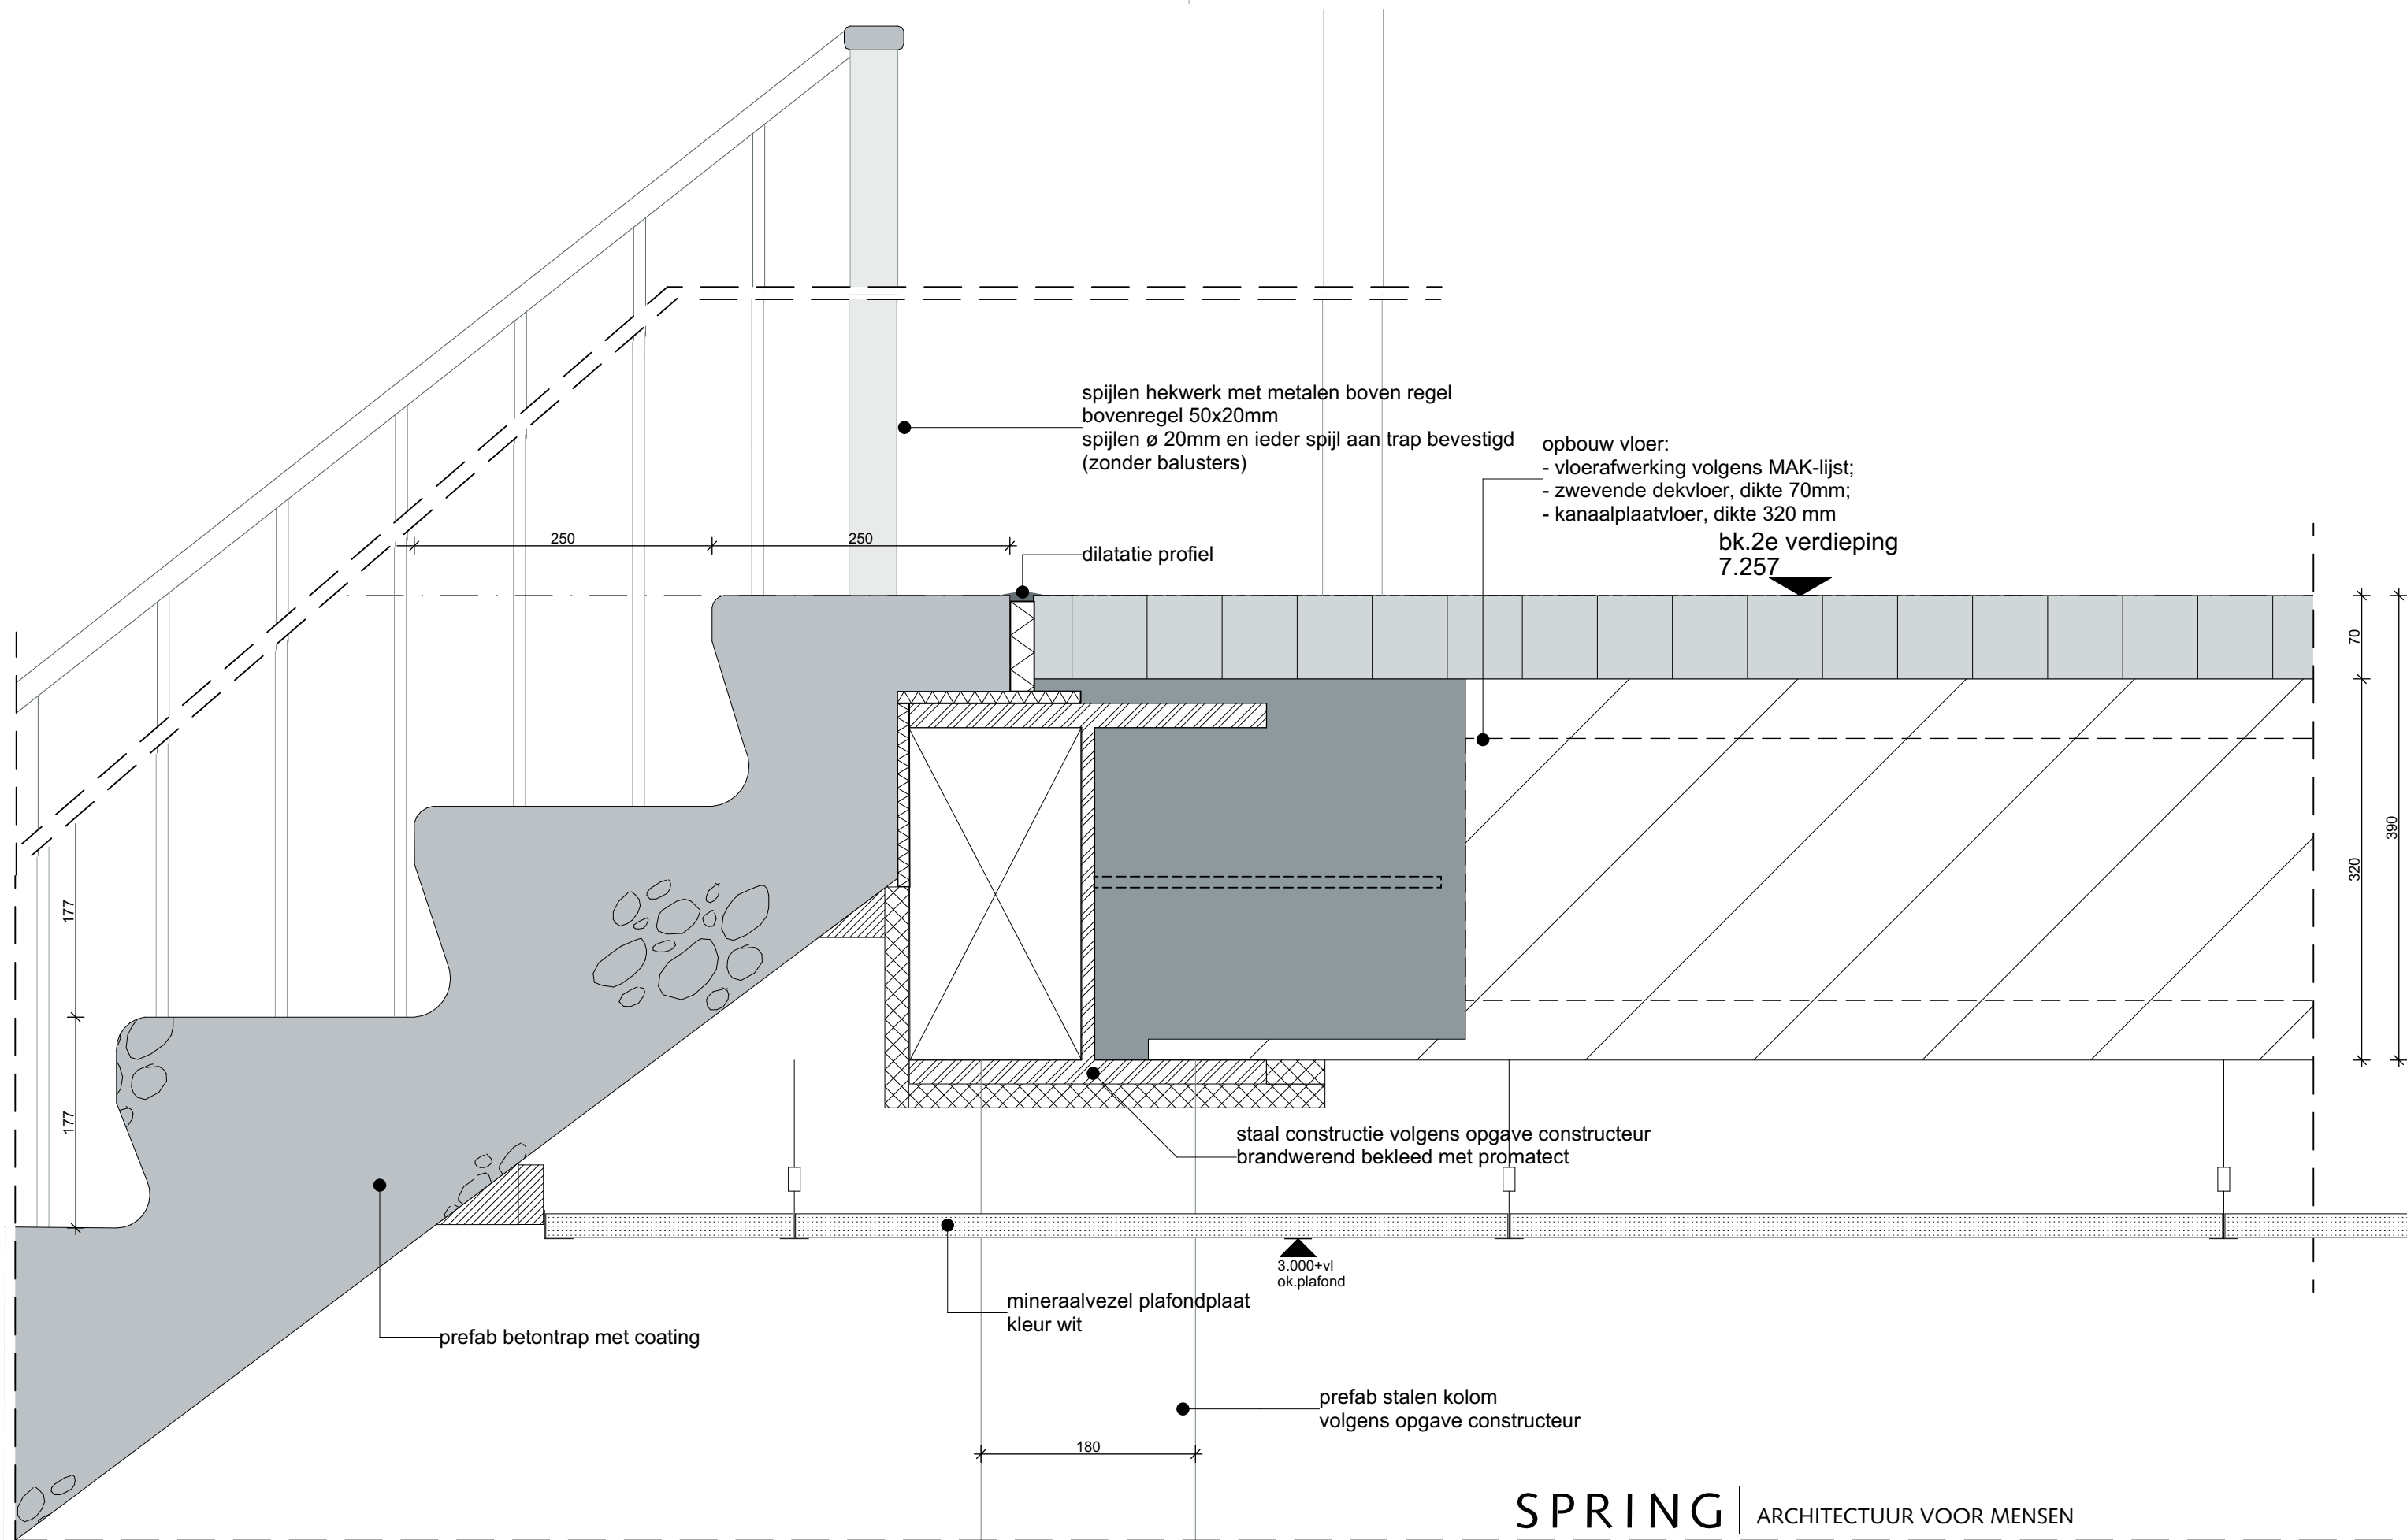 spijlen hekwerk met metalen boven regel
bovenregel 50x20mm
spijlen ø 20mm en ieder spijl aan trap bevestigd
(zonder balusters)
opbouw vloer:
- vloerafwerking volgens MAK-lijst;
- zwevende dekvloer, dikte 70mm;
- kanaalplaatvloer, dikte 320 mm
bk.2e verdieping
7.257
250
250
dilatatie profiel
70
320
390
177
177
staal constructie volgens opgave constructeur
brandwerend bekleed met promatect
3.000+vl
ok.plafond
mineraalvezel plafondplaat
kleur wit
prefab betontrap met coating
prefab stalen kolom
volgens opgave constructeur
180
SPRING | ARCHITECTUUR VOOR MENSEN